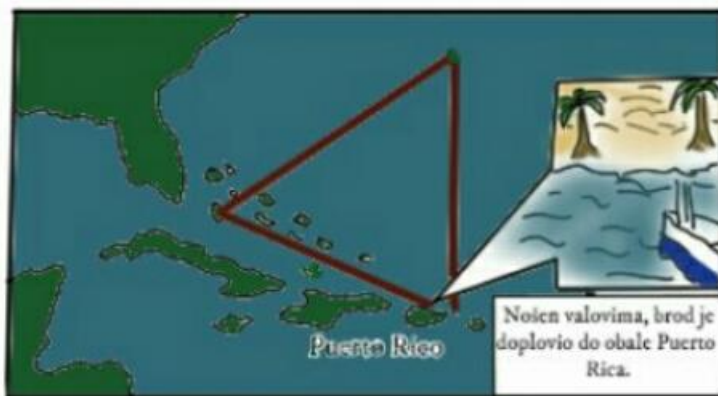 Puerto Rico
Nošen valovima, brod je
doplovio do obale Puerto
Rica.